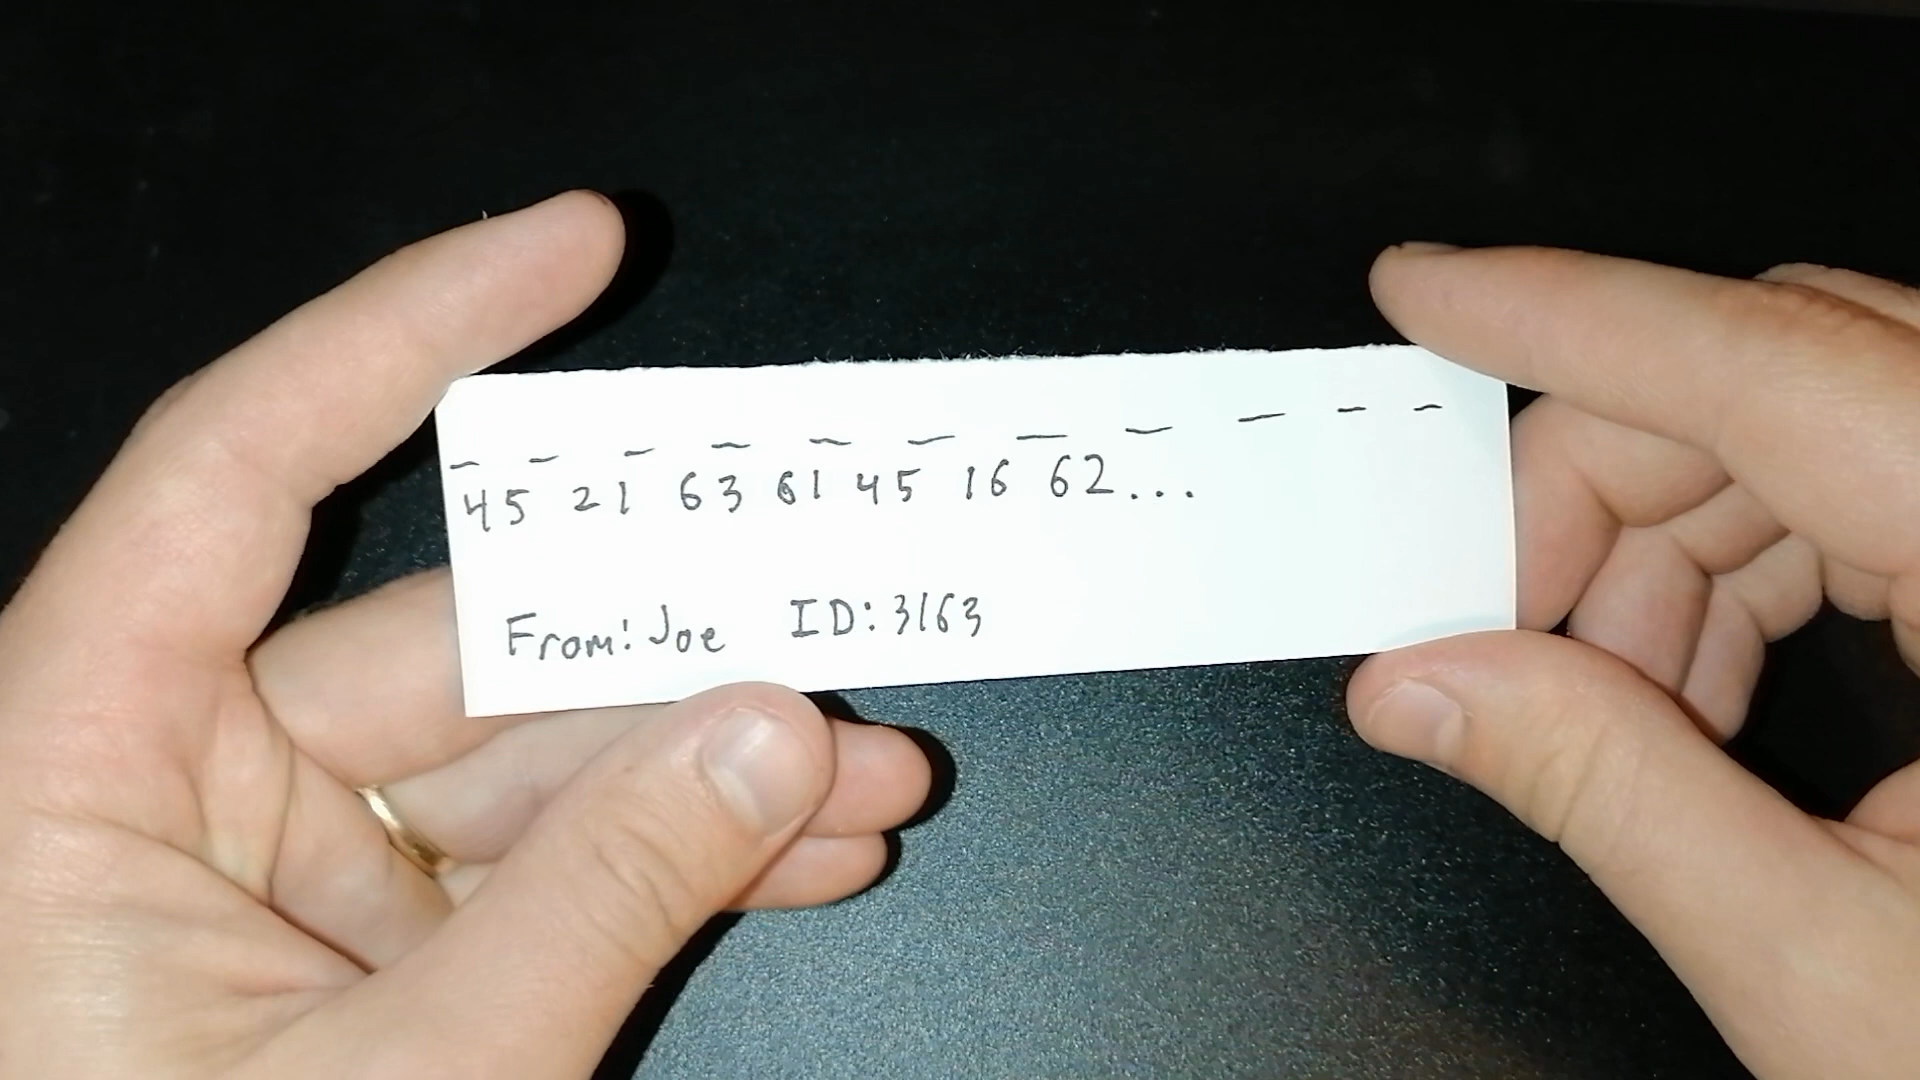 _ _ _ _ _ _ _ _ _ _ _
45 21 63 61 45 16 62...
From: Joe ID: 3163